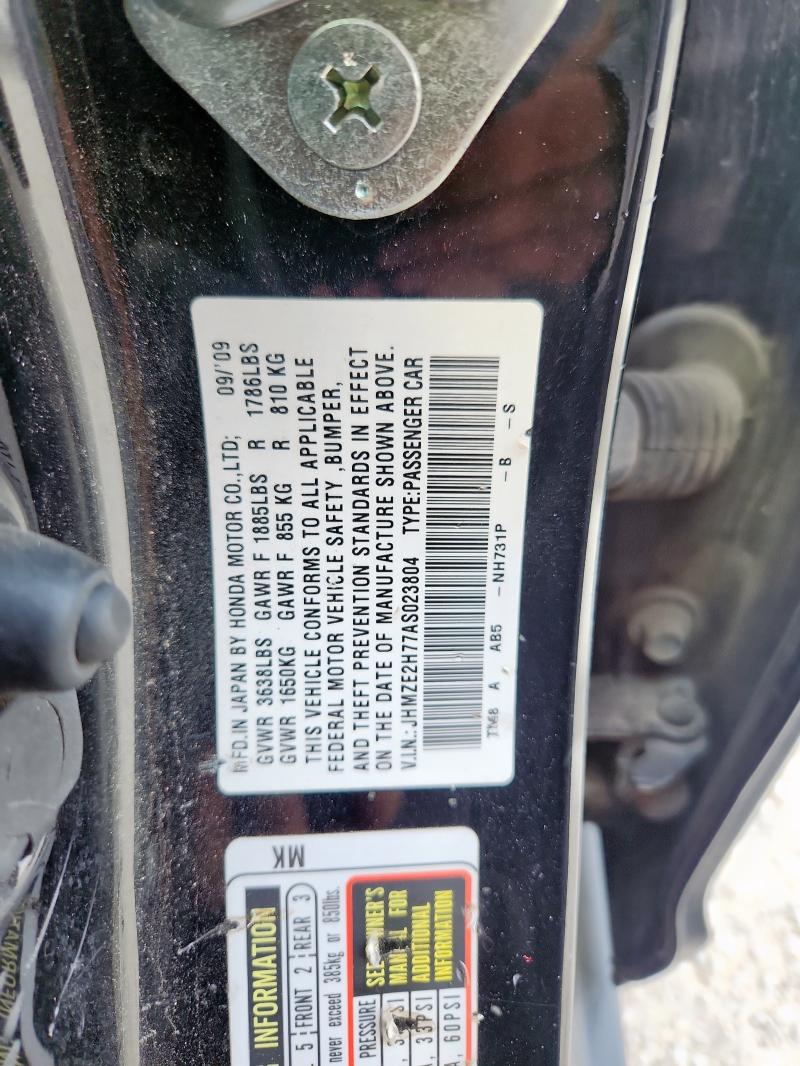 MFD.IN JAPAN BY HONDA MOTOR CO.,LTD; 09/'09
GVWR 3638LBS GAWR F 1885LBS R 1786LBS
GVWR 1650KG GAWR F 855 KG R 810 KG
THIS VEHICLE CONFORMS TO ALL APPLICABLE
FEDERAL MOTOR VEHICLE SAFETY ,BUMPER,
AND THEFT PREVENTION STANDARDS IN EFFECT
ON THE DATE OF MANUFACTURE SHOWN ABOVE.
V.I.N.:JHMZE2H77AS023804 TYPE:PASSENGER CAR
TM8 A AB5 -NH731P -B -S
MK
INFORMATION
5 FRONT 2 REAR 3
never exceed 385kg or 850lbs.
PRESSURE
SEE OWNER'S
MANUAL FOR
ADDITIONAL
INFORMATION
PSI
33PSI
60PSI